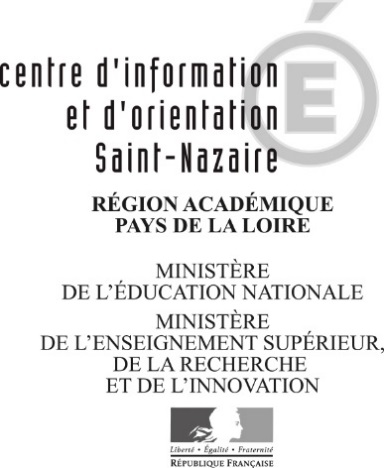 centre d'information
et d'orientation
Saint-Nazaire
É
RÉGION ACADÉMIQUE
PAYS DE LA LOIRE
MINISTÈRE
DE L’ÉDUCATION NATIONALE
MINISTÈRE
DE L’ENSEIGNEMENT SUPÉRIEUR,
DE LA RECHERCHE
ET DE L’INNOVATION
Liberté • Égalité • Fraternité
RÉPUBLIQUE FRANÇAISE